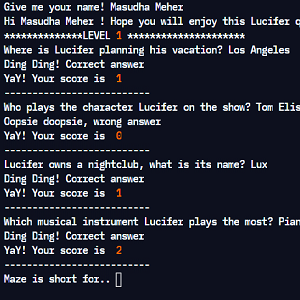 Give me your name! Masudha Meher
Hi Masudha Meher ! Hope you will enjoy this Lucifer q
**************LEVEL 1 *********************
Where is Lucifer planning his vacation? Los Angeles
Ding Ding! Correct answer
YaY! Your score is  1
--------------------------
Who plays the character Lucifer on the show? Tom Elis
Oopsie doopsie, wrong answer
YaY! Your score is  0
--------------------------
Lucifer owns a nightclub, what is its name? Lux
Ding Ding! Correct answer
YaY! Your score is  1
--------------------------
Which musical instrument Lucifer plays the most? Pian
Ding Ding! Correct answer
YaY! Your score is  2
--------------------------
Maze is short for..